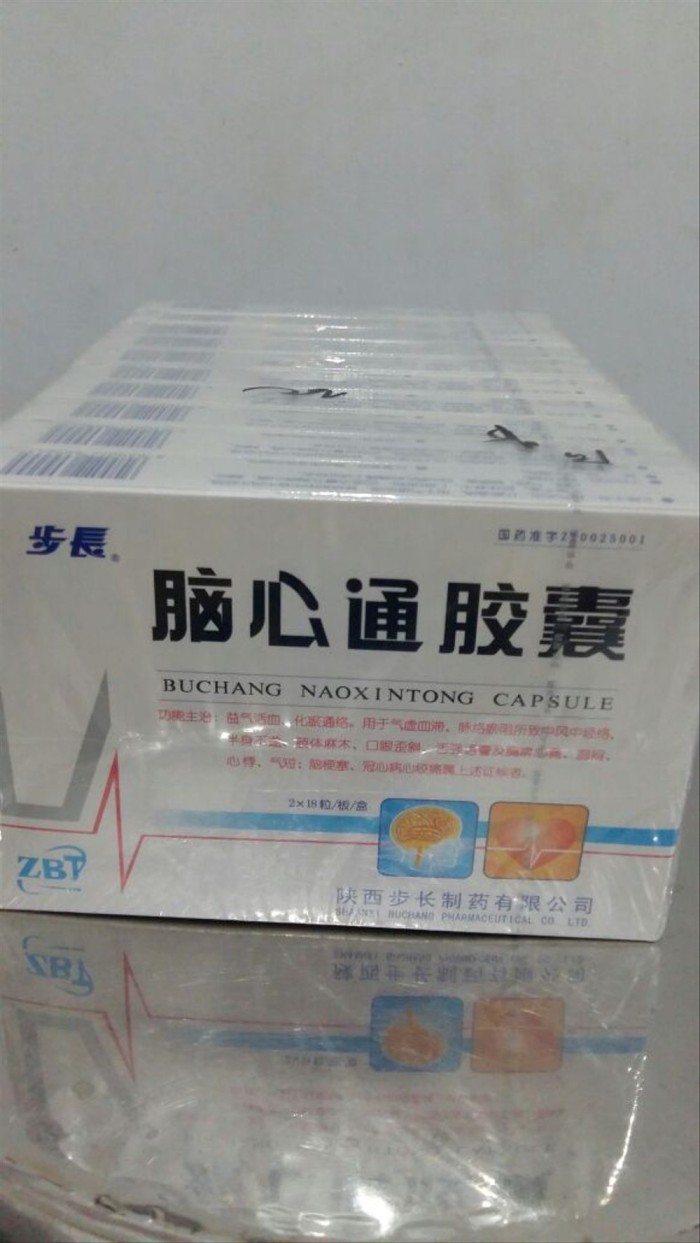 步長®
国药准字Z20025001
脑心通胶囊
BUCHANG NAOXINTONG CAPSULE
功能主治：益气活血、化瘀通络。用于气虚血滞、脉络瘀阻所致中风中经络，
半身不遂、肢体麻木、口眼歪斜、舌强语謇及胸痹心痛、胸闷、
心悸、气短；脑梗塞、冠心病心绞痛属上述证候者。
2×18粒/板/盒
ZBT
陕西步长制药有限公司
SHAANXI BUCHANG PHARMACEUTICAL CO. LTD.